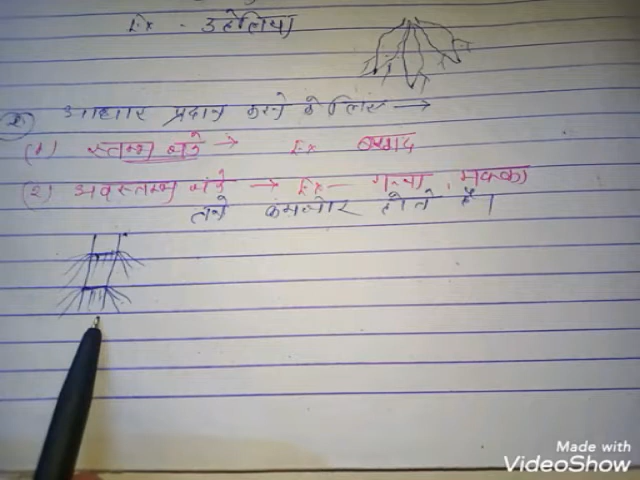 Ex - डहेलिया
आधार प्रदान करने के लिए →
(1) स्तम्भ जड़े → Ex बरगद
(2) अवस्तम्भ जड़े → Ex - गन्ना, मक्का
तने कमजोर होते है।
Made with
VideoShow